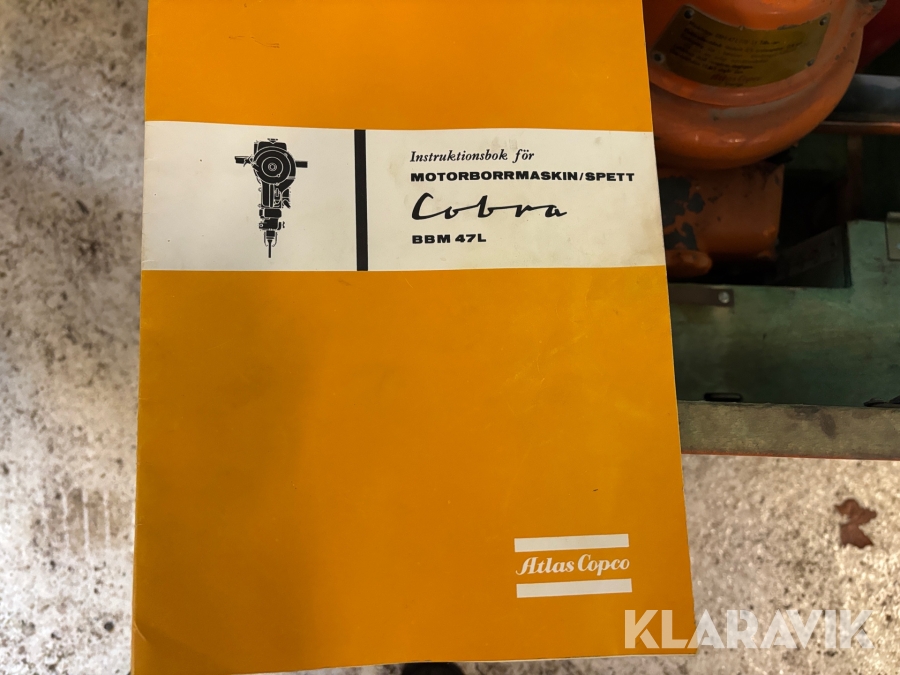 Instruktionsbok för
MOTORBORRMASKIN/SPETT
Cobra
BBM 47L
Atlas Copco
KLARAVIK